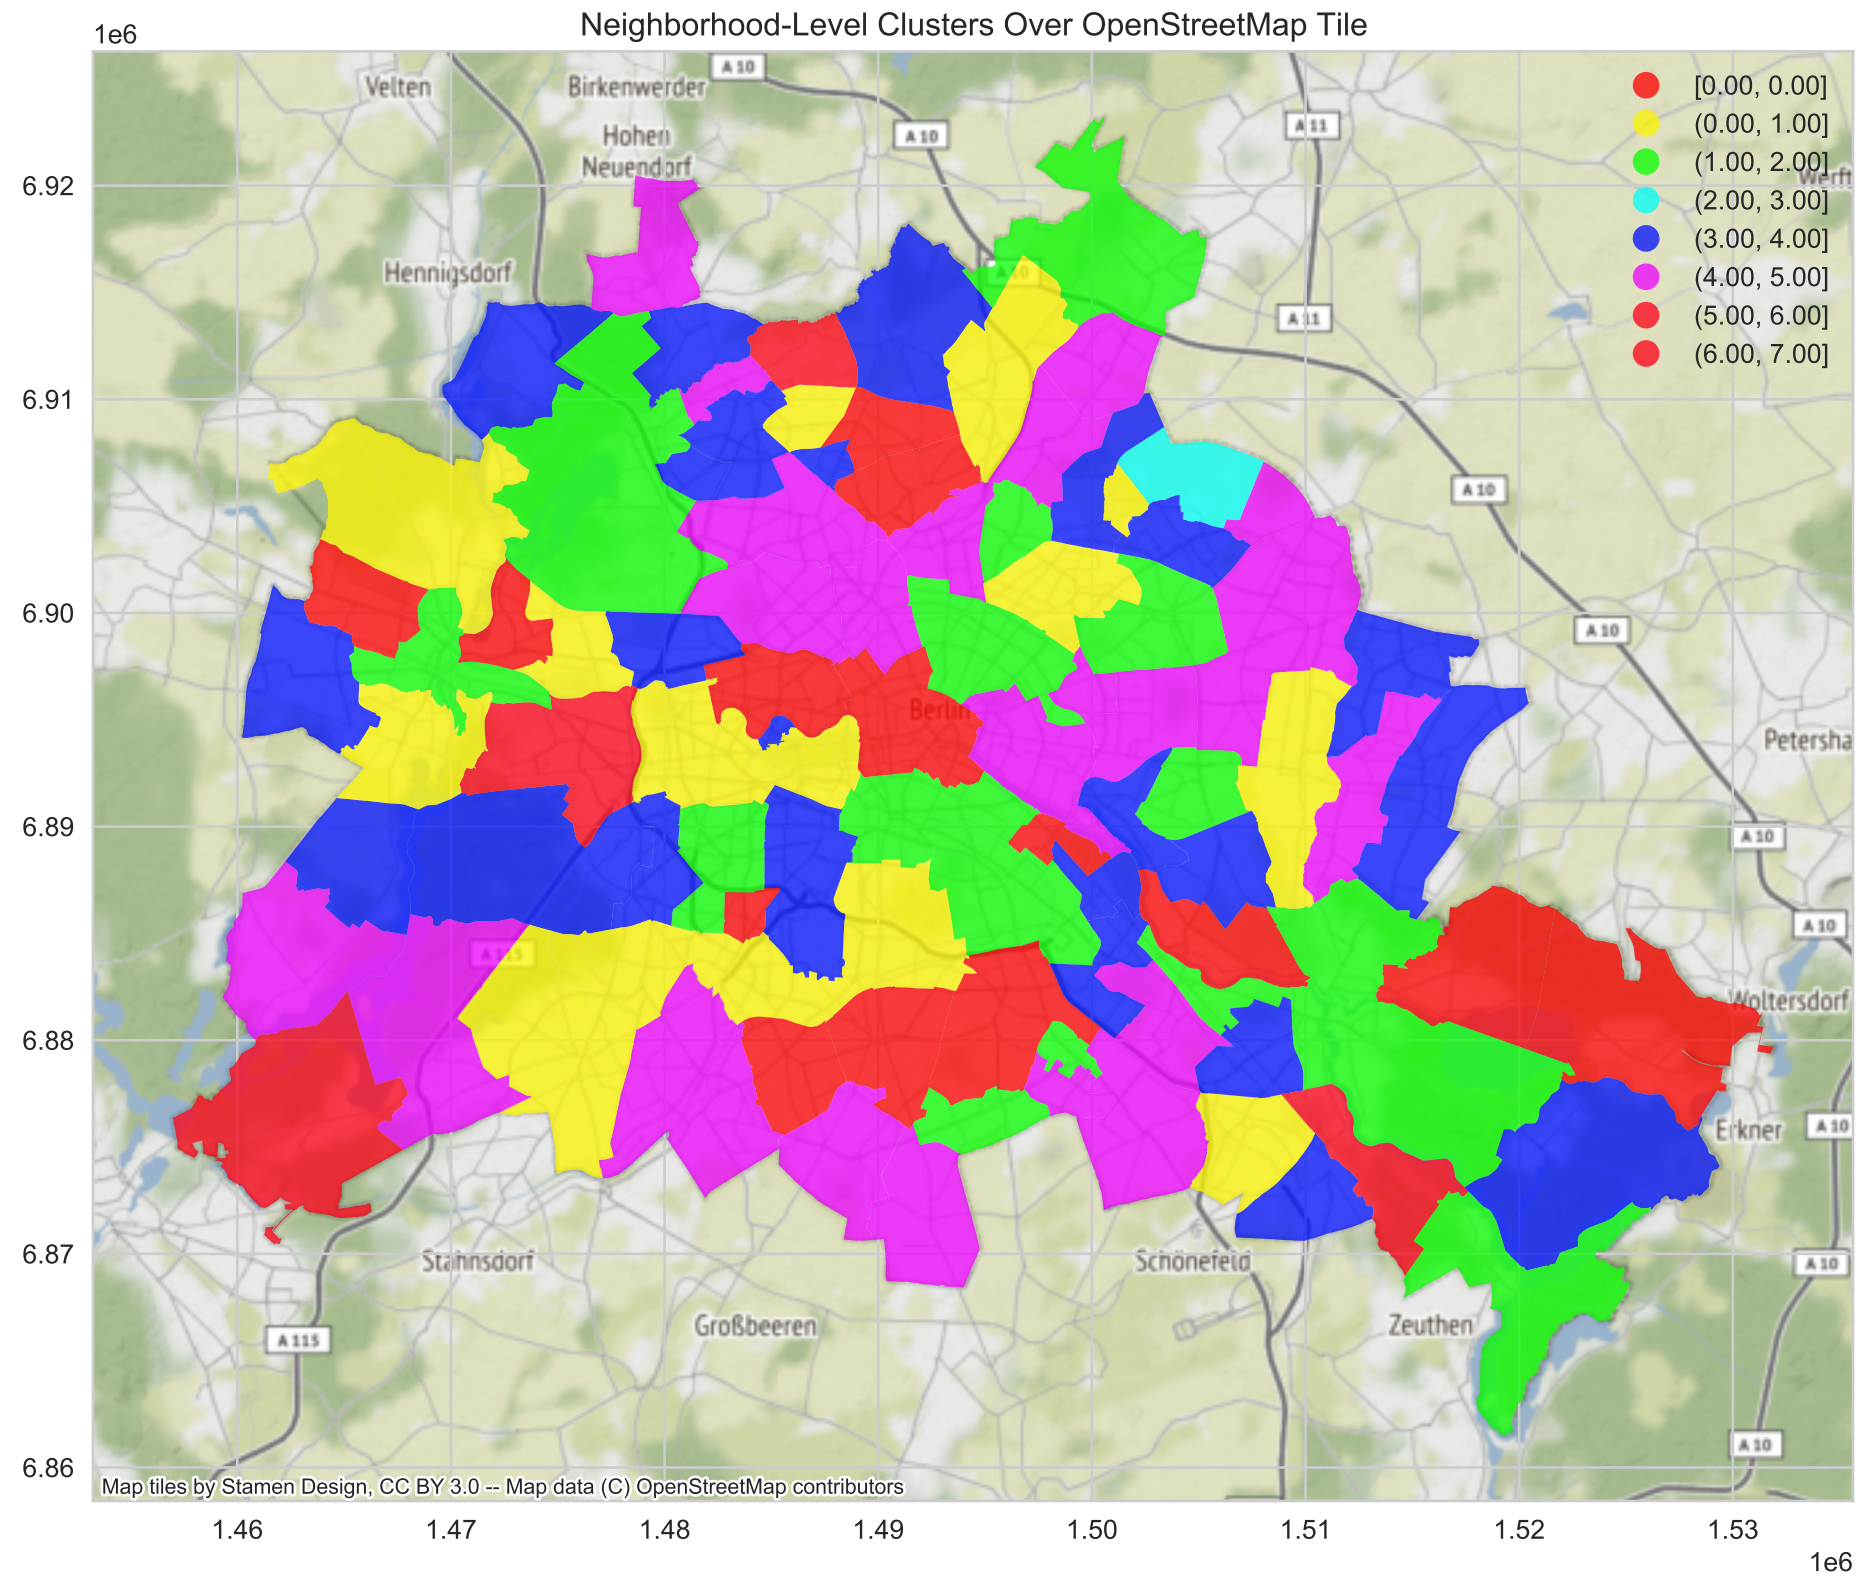 Neighborhood-Level Clusters Over OpenStreetMap Tile
1e6
A 10
Velten
Birkenwerder
[0.00, 0.00]
(0.00, 1.00]
A 11
A 10
Hohen
Neuendorf
(1.00, 2.00]
6.92
(2.00, 3.00]
(3.00, 4.00]
Hennigsdorf
A 10
(4.00, 5.00]
A 11
(5.00, 6.00]
(6.00, 7.00]
6.91
A 10
6.90
A 10
Berlin
Petersha
6.89
A 10
A 10
A 115
Woltersdorf
6.88
A 10
Erkner
6.87
Stahnsdorf
Schönefeld
A 10
Großbeeren
Zeuthen
A 115
A 10
6.86
Map tiles by Stamen Design, CC BY 3.0 -- Map data (C) OpenStreetMap contributors
1.46
1.47
1.48
1.49
1.50
1.51
1.52
1.53
1e6